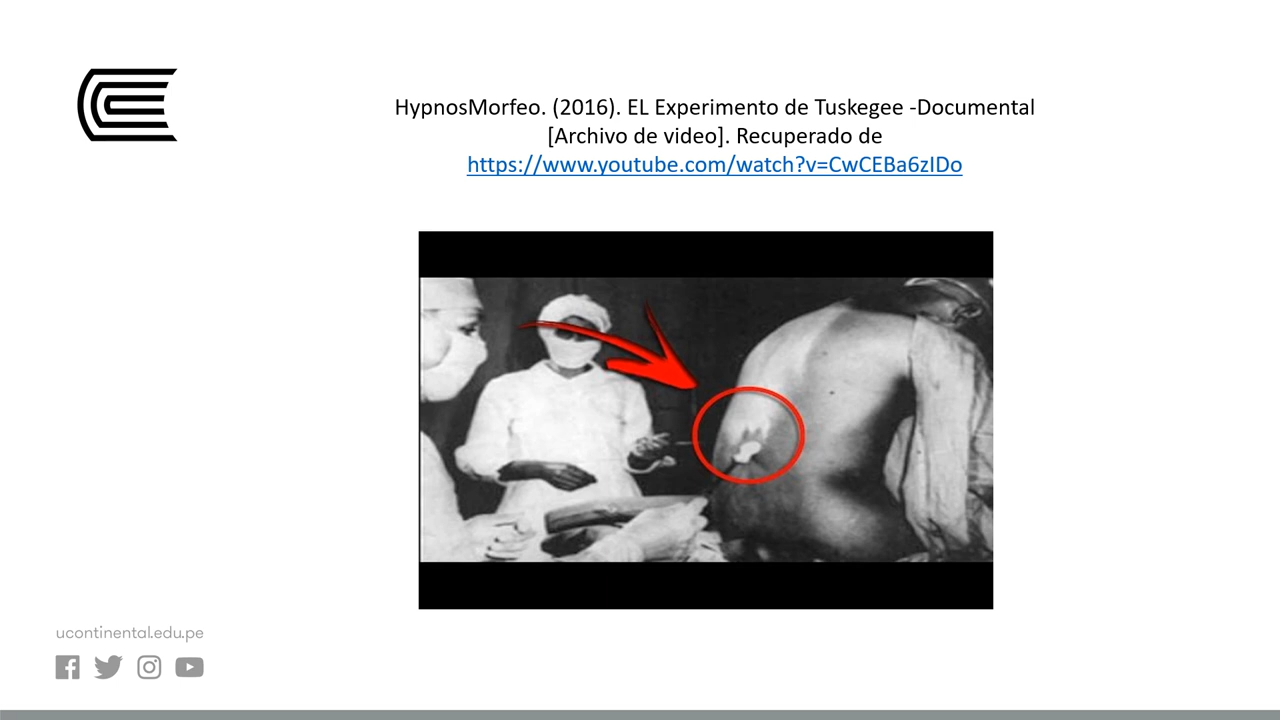 HypnosMorfeo. (2016). EL Experimento de Tuskegee -Documental
[Archivo de video]. Recuperado de
https://www.youtube.com/watch?v=CwCEBa6zIDo
ucontinental.edu.pe